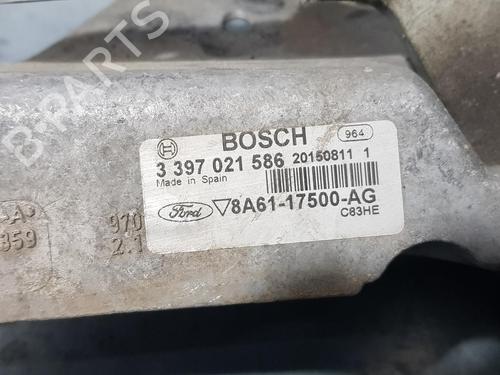 B-Parts
BOSCH 964
3 397 021 586 20150811 1
Made in Spain
Ford ▽8A61-17500-AG
C83HE
970
2.1
-A
859